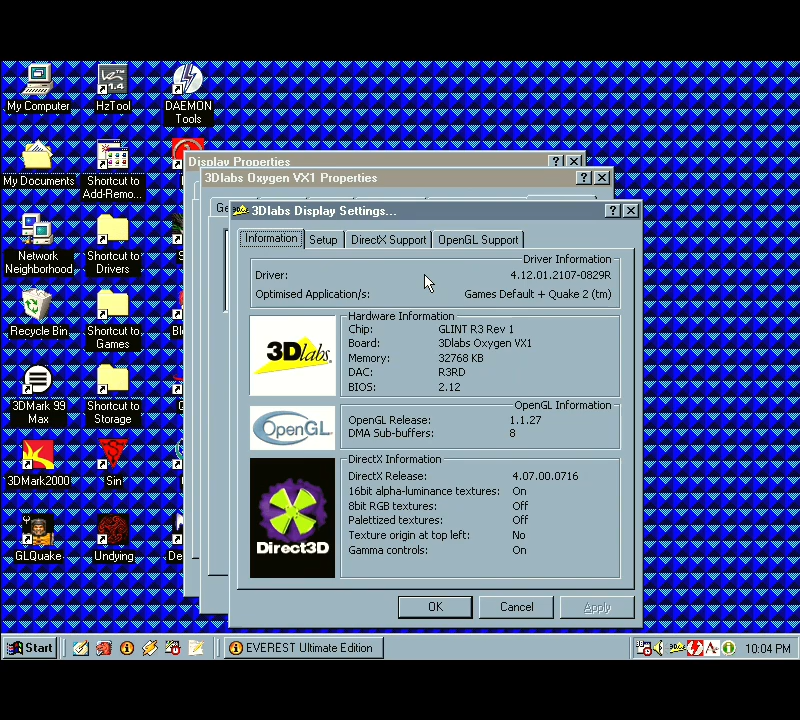 My Computer
HzTool
DAEMON
Tools
My Documents
Shortcut to
Add-Remo...
Network
Neighborhood
Shortcut to
Drivers
Recycle Bin
Shortcut to
Games
3DMark 99
Max
Shortcut to
Storage
3DMark2000
Sin
GLQuake
Undying
Display Properties
3Dlabs Oxygen VX1 Properties
3Dlabs Display Settings...
Information
Setup
DirectX Support
OpenGL Support
Driver Information
Driver: 4.12.01.2107-0829R
Optimised Application/s: Games Default + Quake 2 (tm)
3Dlabs.
Hardware Information
Chip: GLINT R3 Rev 1
Board: 3Dlabs Oxygen VX1
Memory: 32768 KB
DAC: R3RD
BIOS: 2.12
OpenGL
OpenGL Information
OpenGL Release: 1.1.27
DMA Sub-buffers: 8
Direct3D
DirectX Information
DirectX Release: 4.07.00.0716
16bit alpha-luminance textures: On
8bit RGB textures: Off
Palettized textures: Off
Texture origin at top left: No
Gamma controls: On
OK
Cancel
Apply
Start
EVEREST Ultimate Edition
10:04 PM